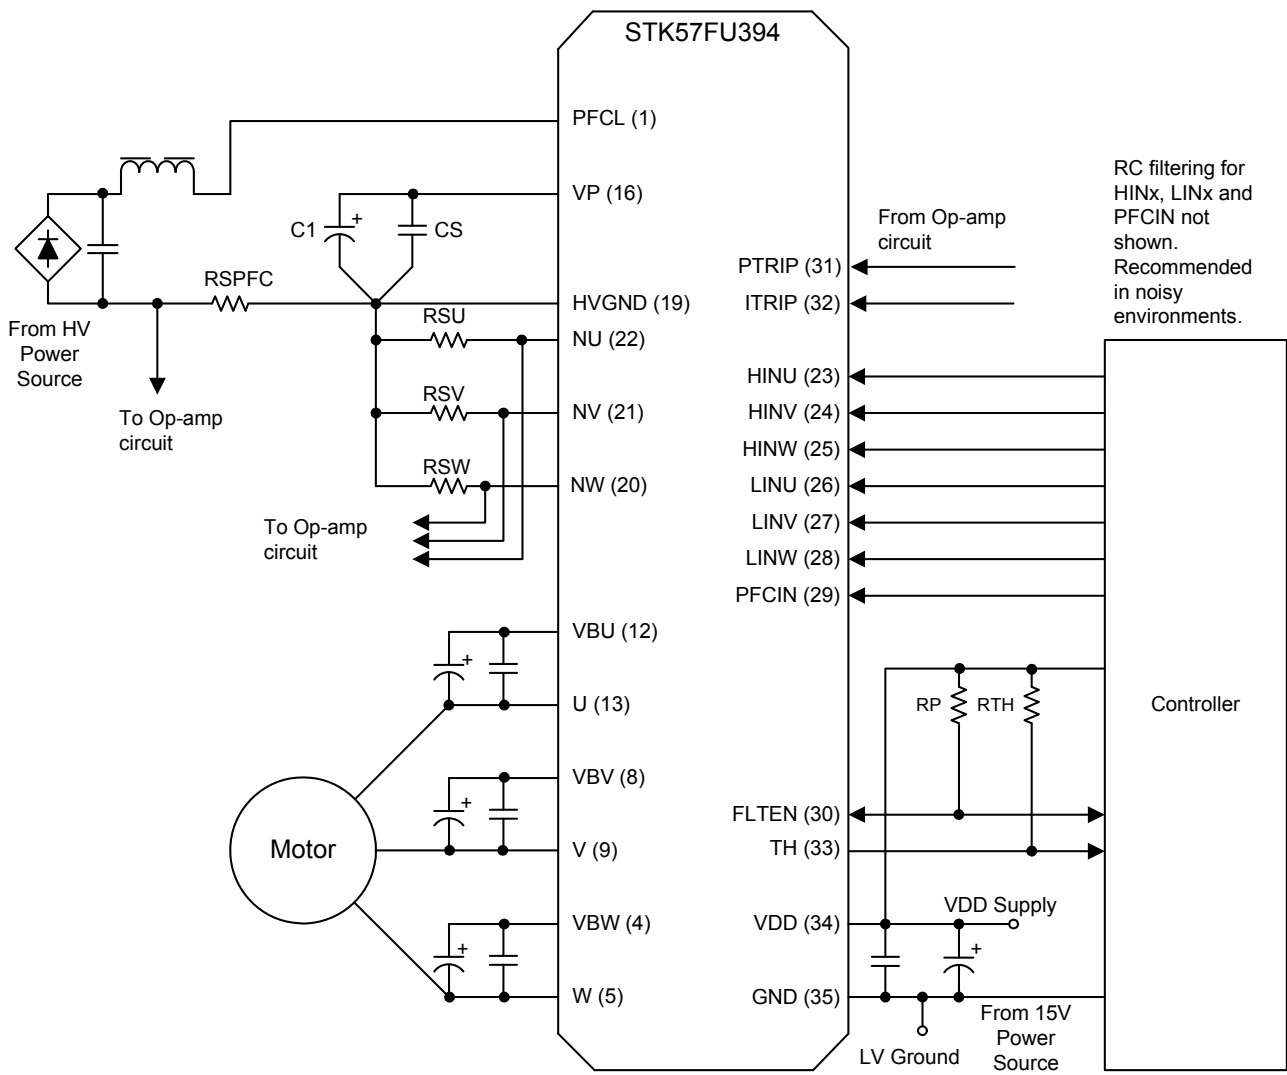 STK57FU394
PFCL (1)
VP (16)
C1
+
CS
RSPFC
HVGND (19)
From HV
Power
Source
To Op-amp
circuit
RSU
NU (22)
RSV
NV (21)
RSW
NW (20)
To Op-amp
circuit
VBU (12)
+
U (13)
VBV (8)
+
V (9)
VBW (4)
+
W (5)
Motor
From Op-amp
circuit
PTRIP (31)
ITRIP (32)
RC filtering for
HINx, LINx and
PFCIN not
shown.
Recommended
in noisy
environments.
HINU (23)
HINV (24)
HINW (25)
LINU (26)
LINV (27)
LINW (28)
PFCIN (29)
RP
RTH
Controller
FLTEN (30)
TH (33)
VDD (34)
VDD Supply
+
GND (35)
LV Ground
From 15V
Power
Source